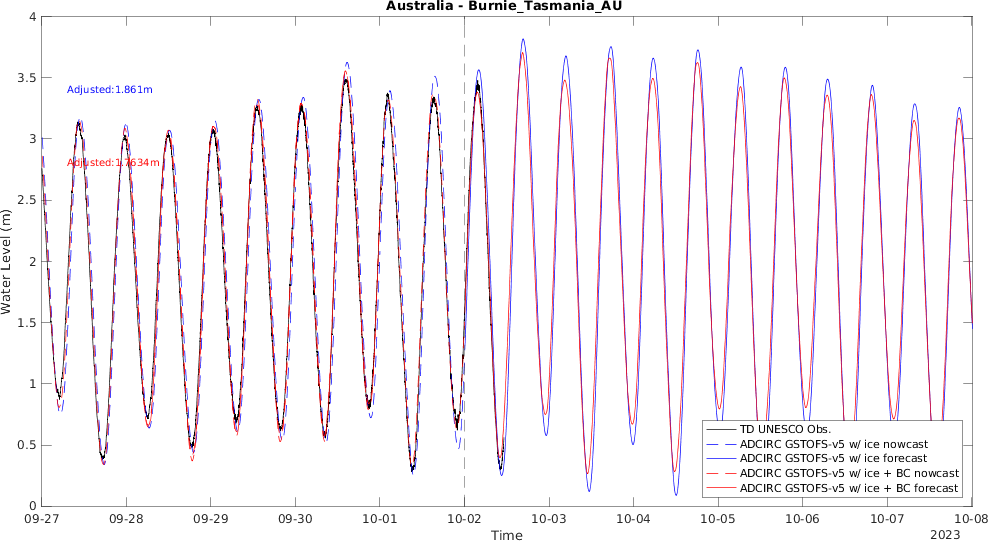 Australia - Burnie_Tasmania_AU
4
3.5
3
2.5
2
1.5
1
0.5
0
Water Level (m)
Adjusted:1.861m
Adjusted:1.7634m
TD UNESCO Obs.
ADCIRC GSTOFS-v5 w/ ice nowcast
ADCIRC GSTOFS-v5 w/ ice forecast
ADCIRC GSTOFS-v5 w/ ice + BC nowcast
ADCIRC GSTOFS-v5 w/ ice + BC forecast
09-27 09-28 09-29 09-30 10-01 10-02 10-03 10-04 10-05 10-06 10-07 10-08
Time
2023